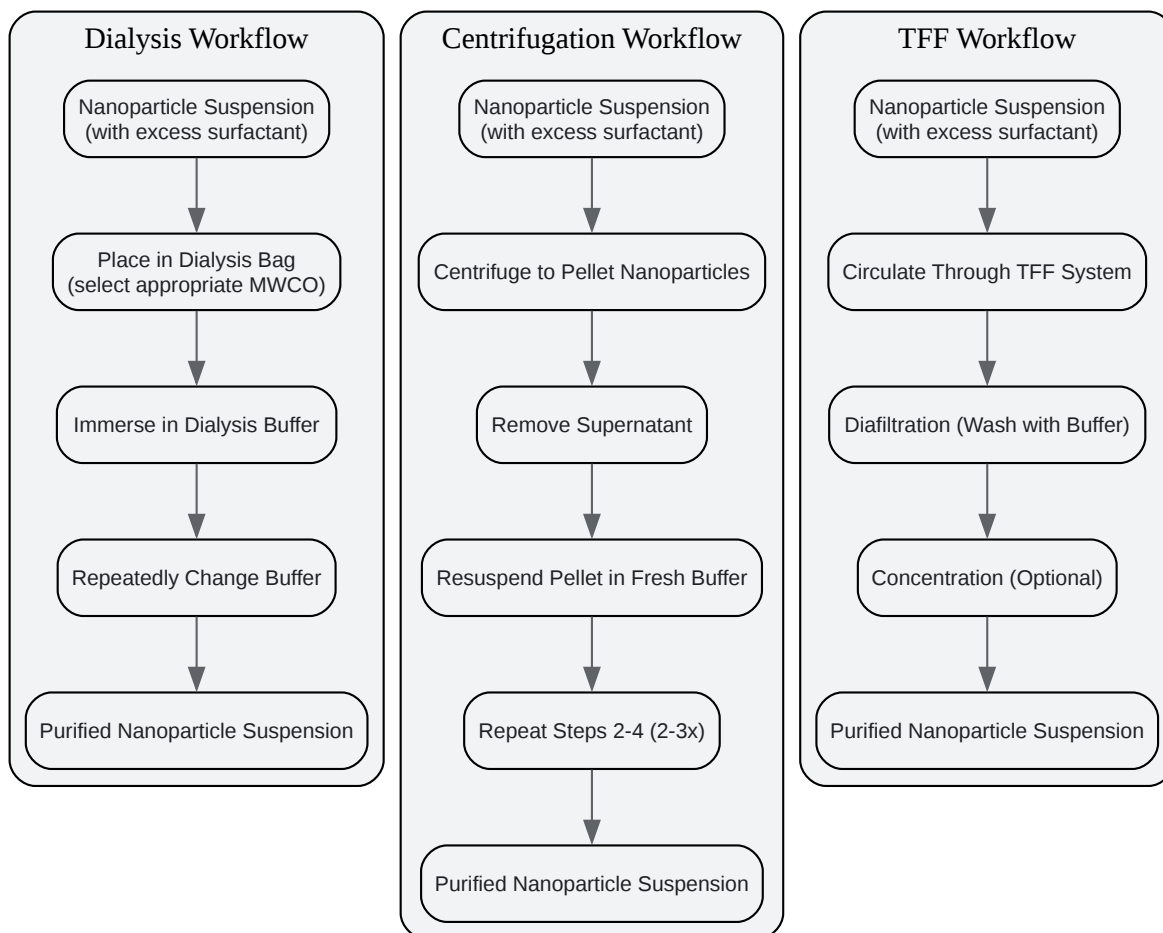 Dialysis Workflow
Nanoparticle Suspension
(with excess surfactant)
Place in Dialysis Bag
(select appropriate MWCO)
Immerse in Dialysis Buffer
Repeatedly Change Buffer
Purified Nanoparticle Suspension
Centrifugation Workflow
Nanoparticle Suspension
(with excess surfactant)
Centrifuge to Pellet Nanoparticles
Remove Supernatant
Resuspend Pellet in Fresh Buffer
Repeat Steps 2-4 (2-3x)
Purified Nanoparticle Suspension
TFF Workflow
Nanoparticle Suspension
(with excess surfactant)
Circulate Through TFF System
Diafiltration (Wash with Buffer)
Concentration (Optional)
Purified Nanoparticle Suspension